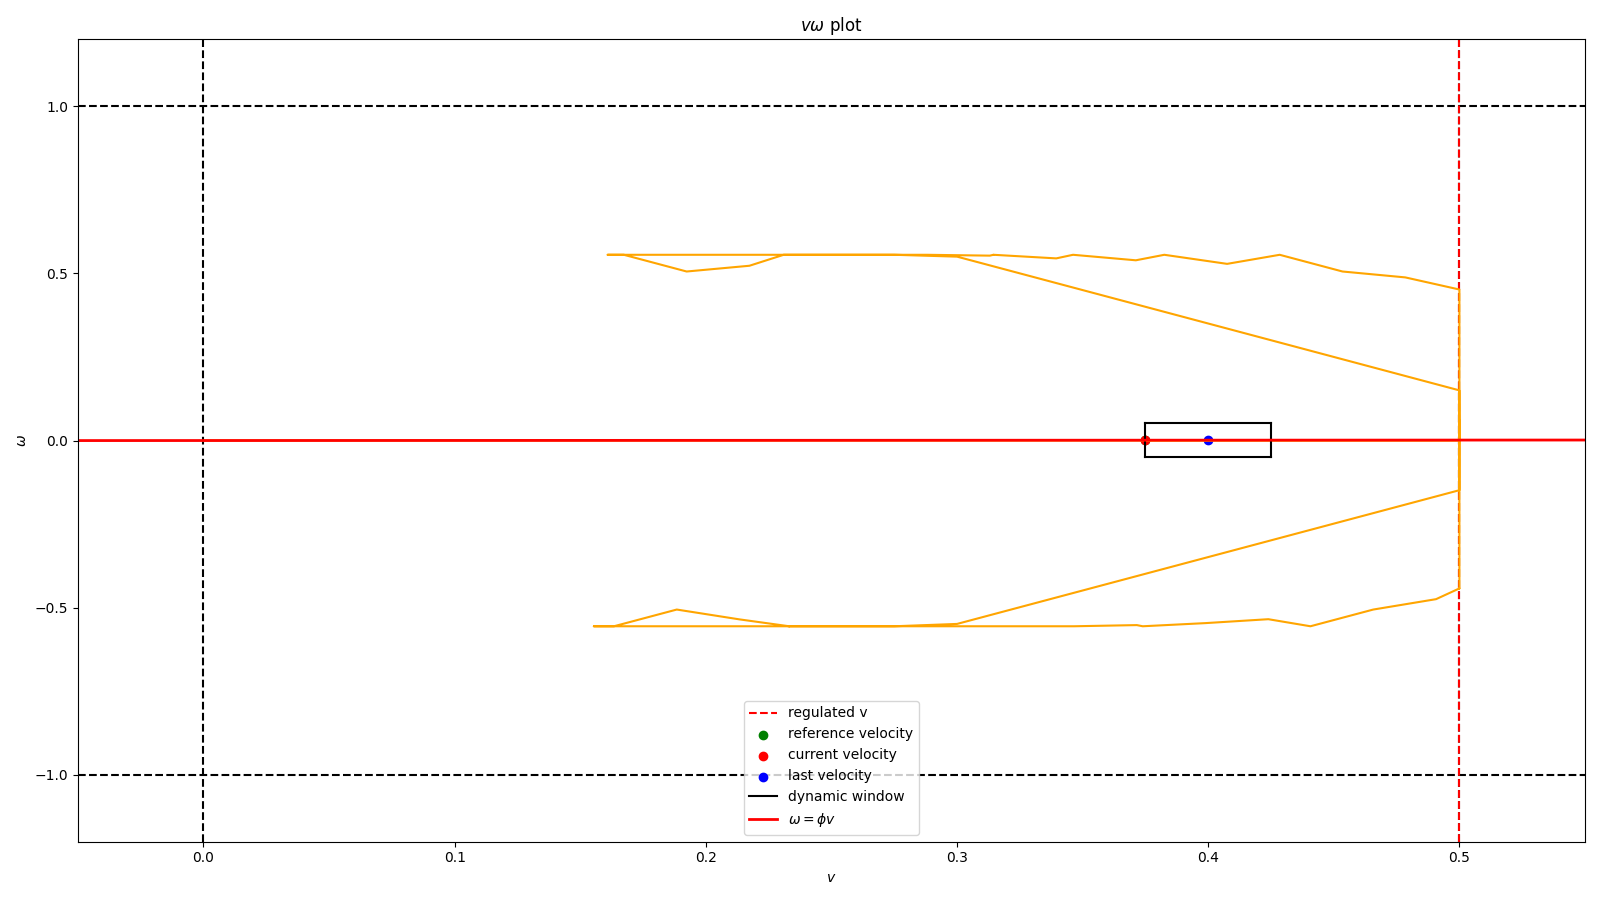 vω plot
1.0
0.5
0.0
−0.5
−1.0
ω
regulated v
reference velocity
current velocity
last velocity
dynamic window
ω = ϕv
0.0 0.1 0.2 0.3 0.4 0.5
v